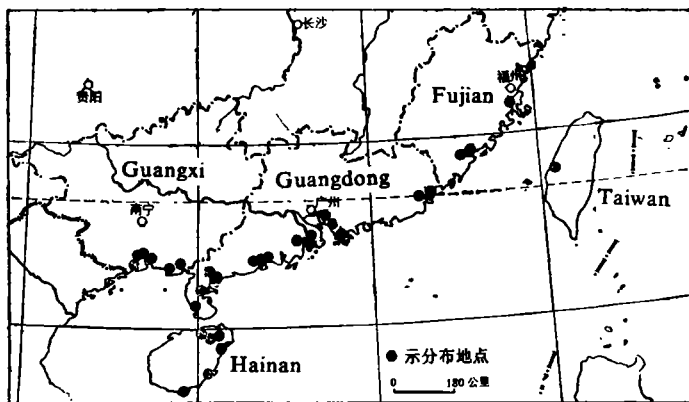 长沙
贵阳
福州
Fujian
Guangxi
Guangdong
Taiwan
南宁
广州
Hainan
示分布地点
0 180 公里